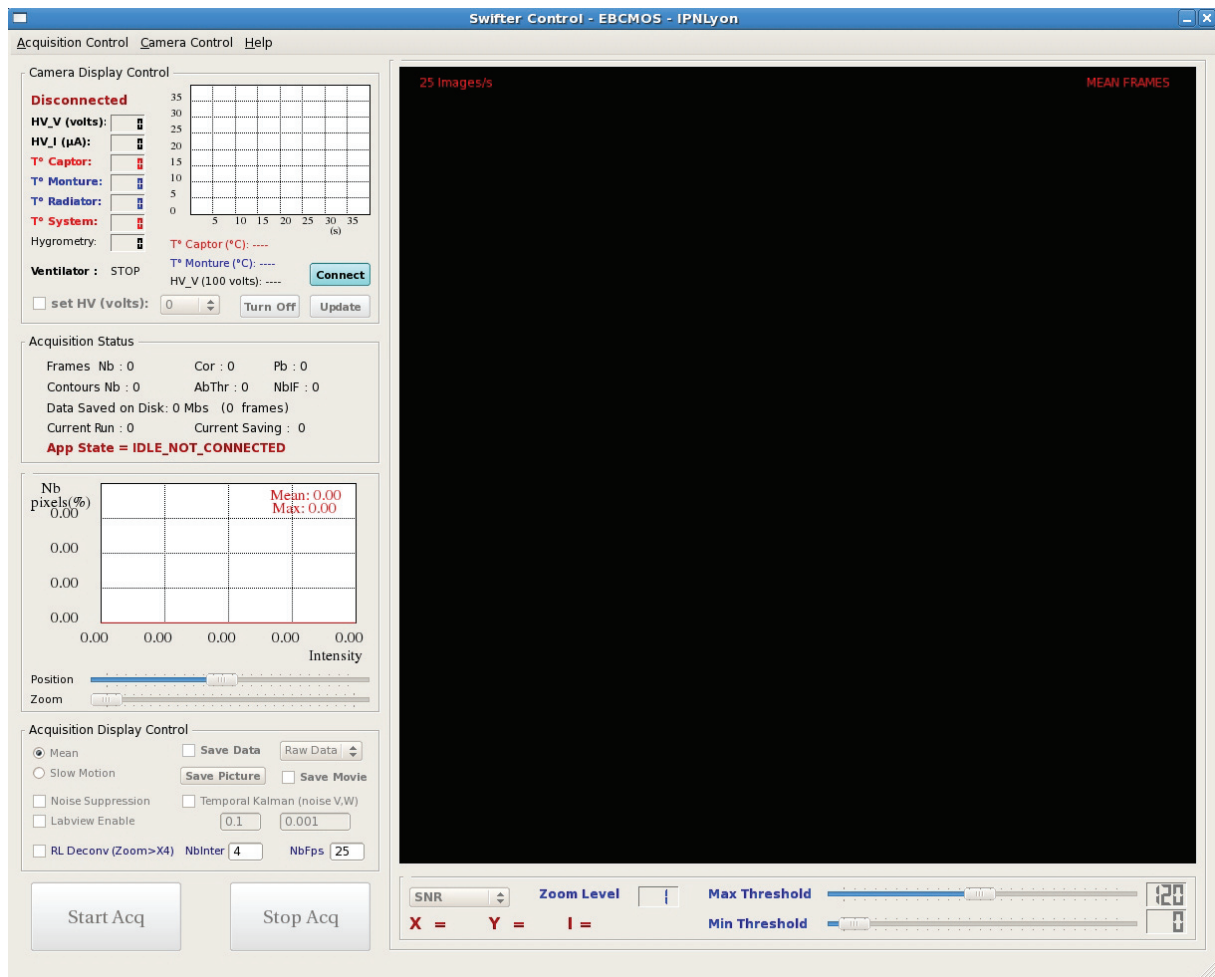 Swifter Control - EBCMOS - IPNLyon
Acquisition Control Camera Control Help
Camera Display Control
Disconnected
HV_V (volts): 0
HV_I (µA): 0
T° Captor: 0
T° Monture: 0
T° Radiator: 0
T° System: 0
Hygrometry: 0
Ventilator : STOP
35
30
25
20
15
10
5
0
5 10 15 20 25 30 35
(s)
T° Captor (°C): ----
T° Monture (°C): ----
HV_V (100 volts): ----
Connect
set HV (volts): 0 Turn Off Update
Acquisition Status
Frames Nb : 0 Cor : 0 Pb : 0
Contours Nb : 0 AbThr : 0 NbIF : 0
Data Saved on Disk: 0 Mbs (0 frames)
Current Run : 0 Current Saving : 0
App State = IDLE_NOT_CONNECTED
Nb
pixels(%)
Mean: 0.00
Max: 0.00
0.00
0.00
0.00
0.00
0.00 0.00 0.00 0.00 0.00
Intensity
Position
Zoom
Acquisition Display Control
Mean Save Data Raw Data
Slow Motion Save Picture Save Movie
Noise Suppression Temporal Kalman (noise V,W)
Labview Enable 0.1 0.001
RL Deconv (Zoom>X4) NbInter 4 NbFps 25
Start Acq Stop Acq
25 Images/s MEAN FRAMES
SNR Zoom Level 1 Max Threshold 120
X = Y = I = Min Threshold 0